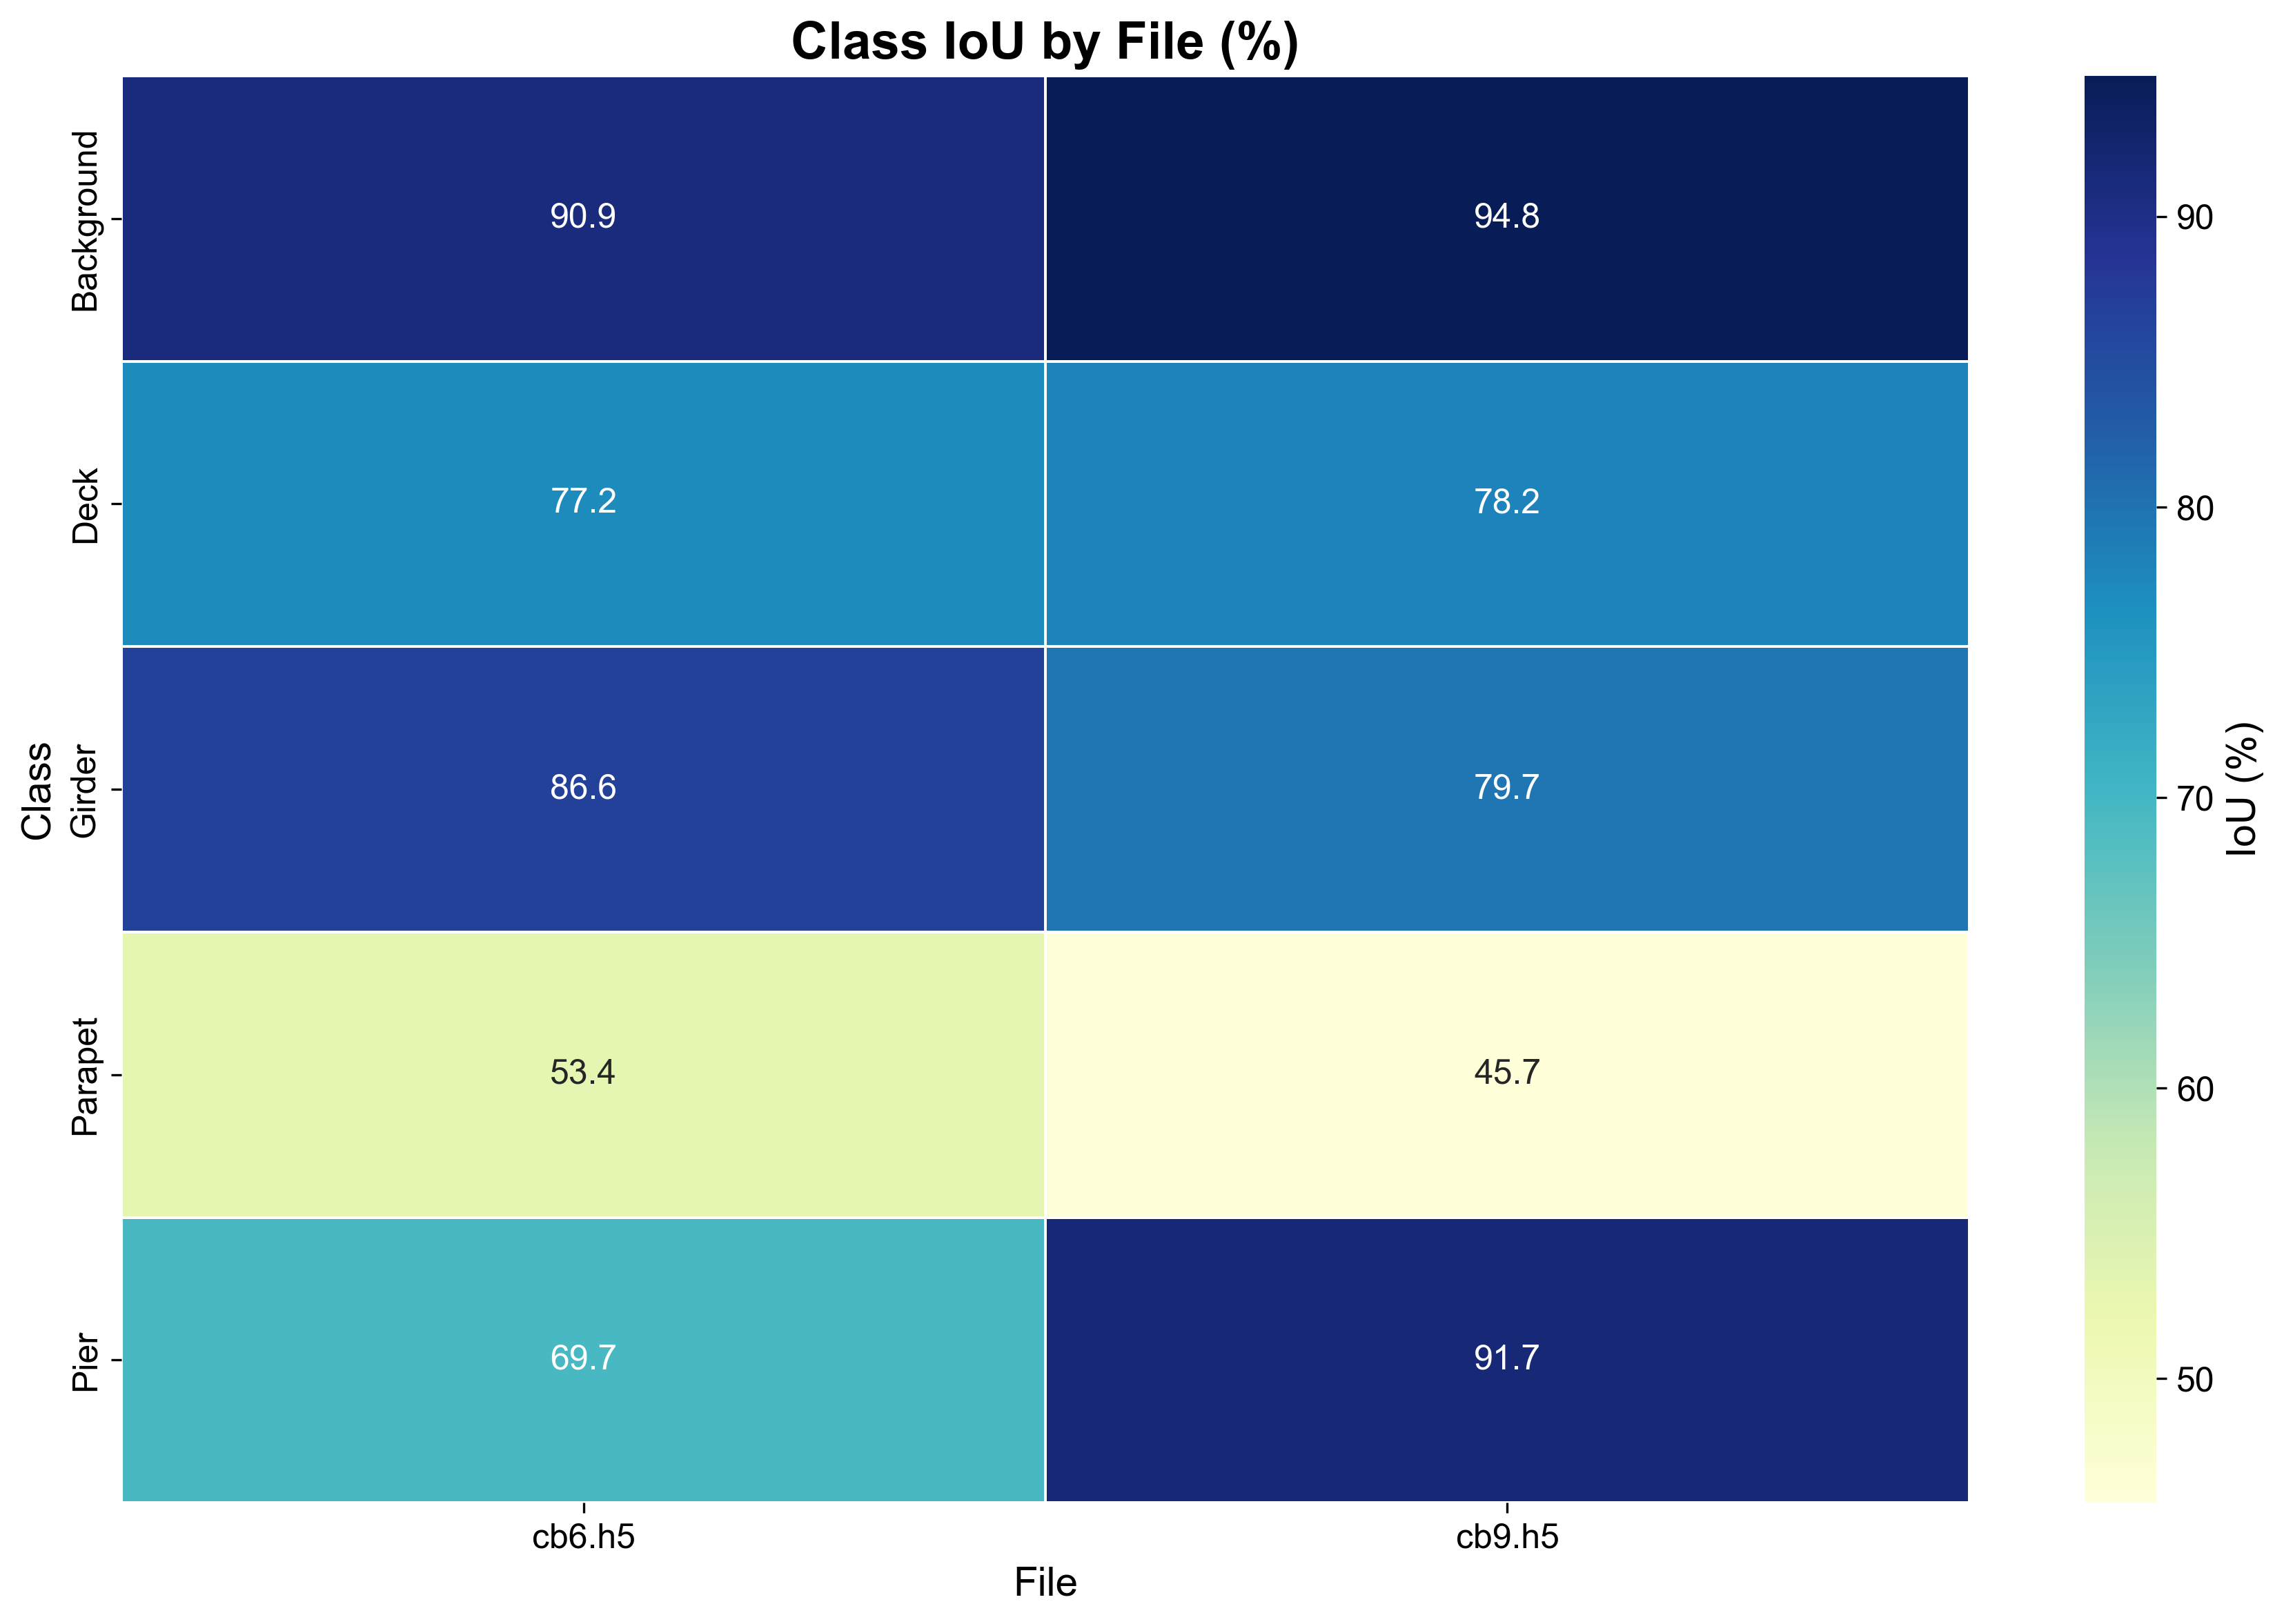 Class IoU by File (%)
Class
Background
90.9
94.8
Deck
77.2
78.2
Girder
86.6
79.7
Parapet
53.4
45.7
Pier
69.7
91.7
cb6.h5
cb9.h5
File
90
80
70
60
50
IoU (%)